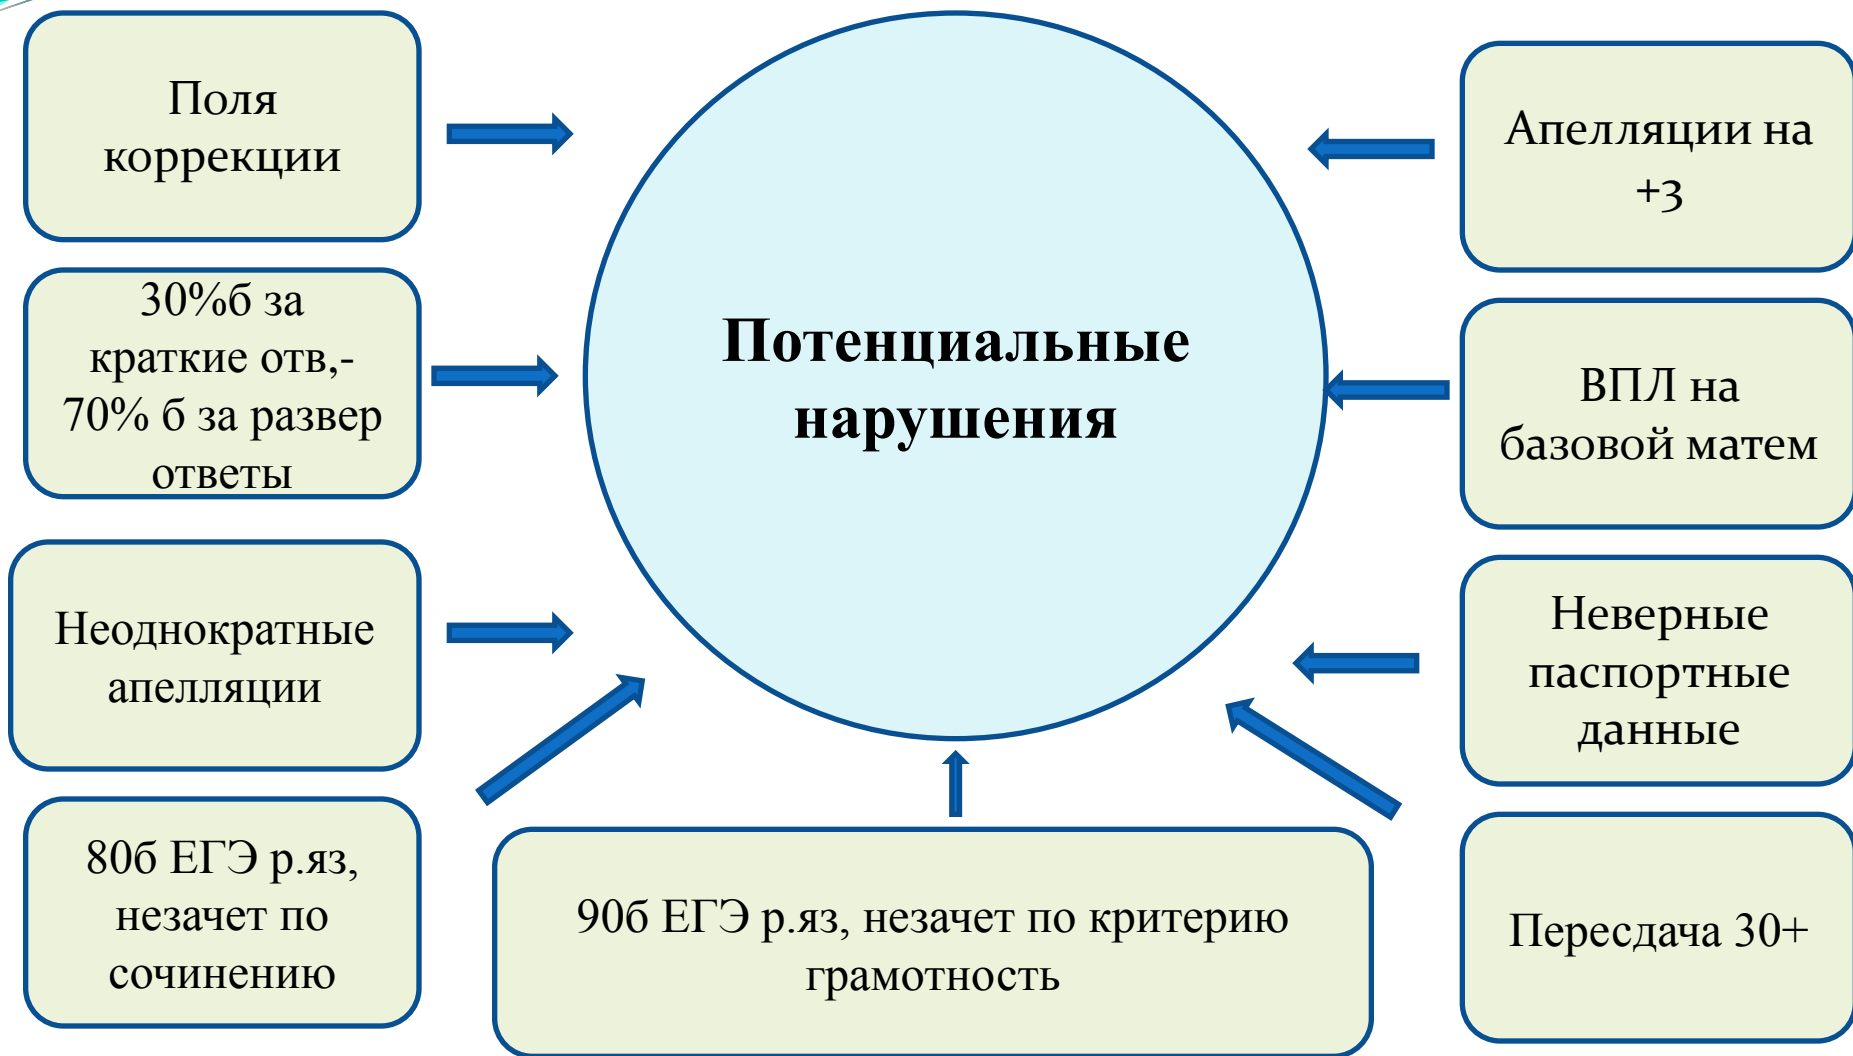 Поля
коррекции
30%б за
краткие отв,-
70% б за развер
ответы
Неоднократные
апелляции
80б ЕГЭ р.яз,
незачет по
сочинению
Потенциальные
нарушения
90б ЕГЭ р.яз, незачет по критерию
грамотность
Апелляции на
+3
ВПЛ на
базовой матем
Неверные
паспортные
данные
Пересдача 30+